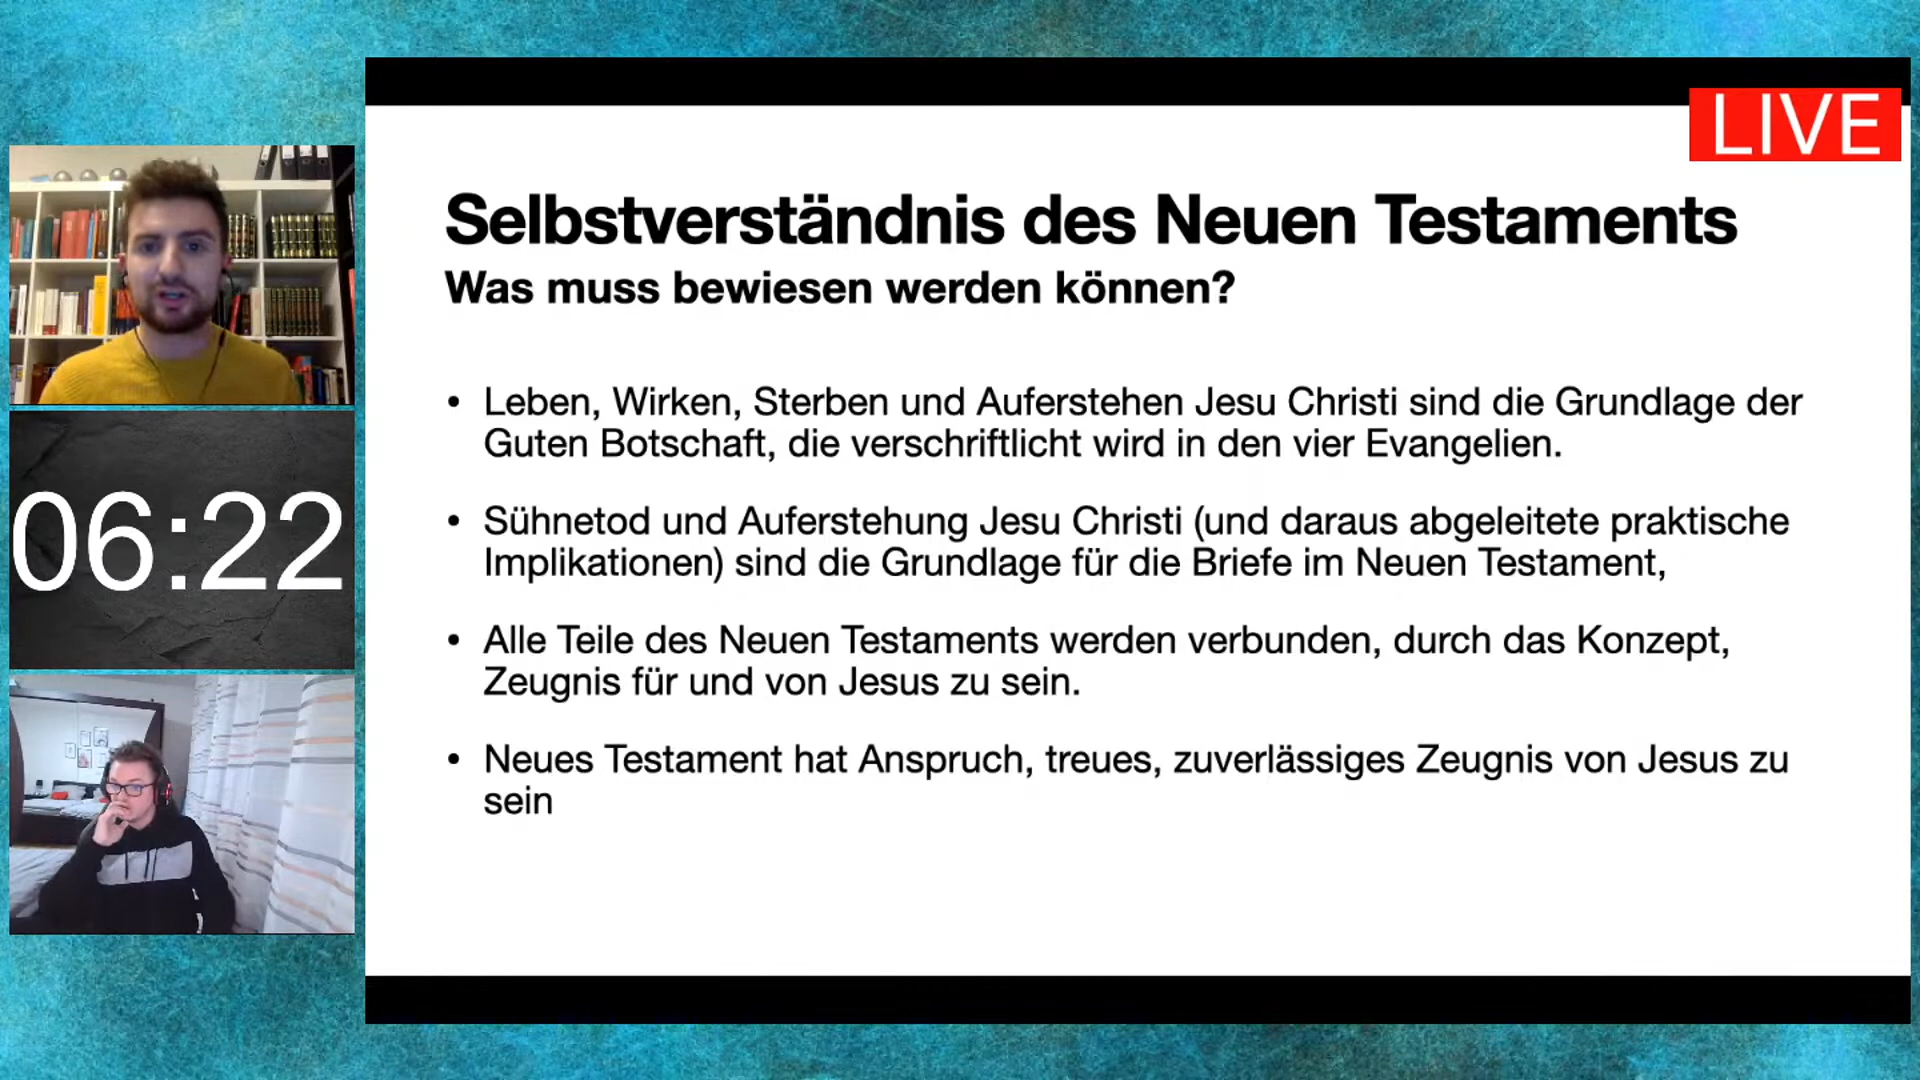 LIVE
Selbstverständnis des Neuen Testaments
Was muss bewiesen werden können?
• Leben, Wirken, Sterben und Auferstehen Jesu Christi sind die Grundlage der
Guten Botschaft, die verschriftlicht wird in den vier Evangelien.
• Sühnetod und Auferstehung Jesu Christi (und daraus abgeleitete praktische
Implikationen) sind die Grundlage für die Briefe im Neuen Testament,
• Alle Teile des Neuen Testaments werden verbunden, durch das Konzept,
Zeugnis für und von Jesus zu sein.
• Neues Testament hat Anspruch, treues, zuverlässiges Zeugnis von Jesus zu
sein
06:22